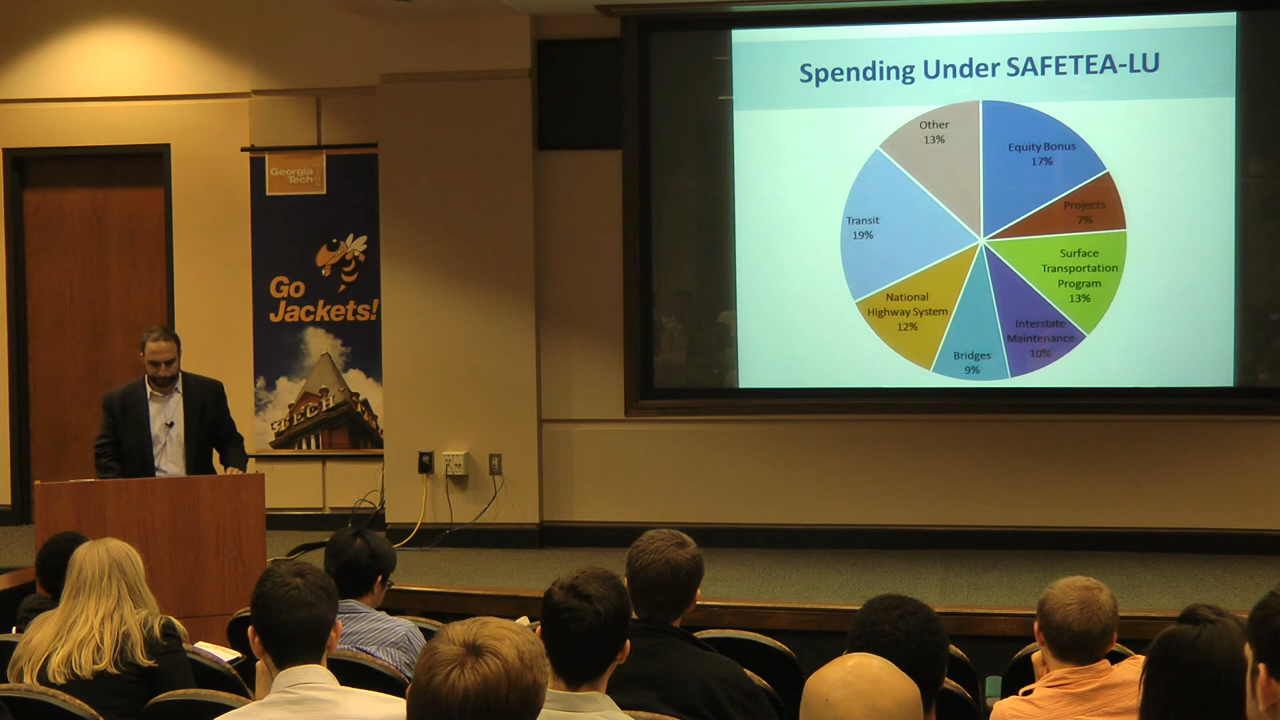 Spending Under SAFETEA-LU
Other
13%
Equity Bonus
17%
Projects
7%
Transit
19%
Surface
Transportation
Program
13%
National
Highway System
12%
Interstate
Maintenance
10%
Bridges
9%
Georgia
Tech
Go
Jackets!
TECH